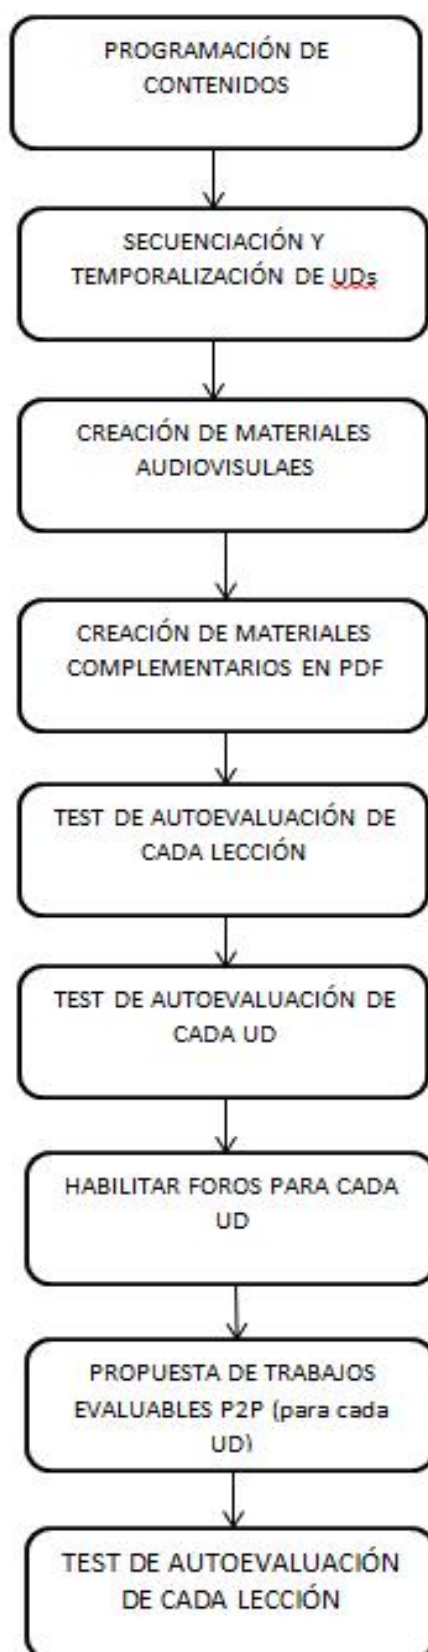 PROGRAMACIÓN DE
CONTENIDOS
SECUENCIACIÓN Y
TEMPORALIZACIÓN DE UDs
CREACIÓN DE MATERIALES
AUDIOVISULAES
CREACIÓN DE MATERIALES
COMPLEMENTARIOS EN PDF
TEST DE AUTOEVALUACIÓN DE
CADA LECCIÓN
TEST DE AUTOEVALUACIÓN DE
CADA UD
HABILITAR FOROS PARA CADA
UD
PROPUESTA DE TRABAJOS
EVALUABLES P2P (para cada
UD)
TEST DE AUTOEVALUACIÓN
DE CADA LECCIÓN